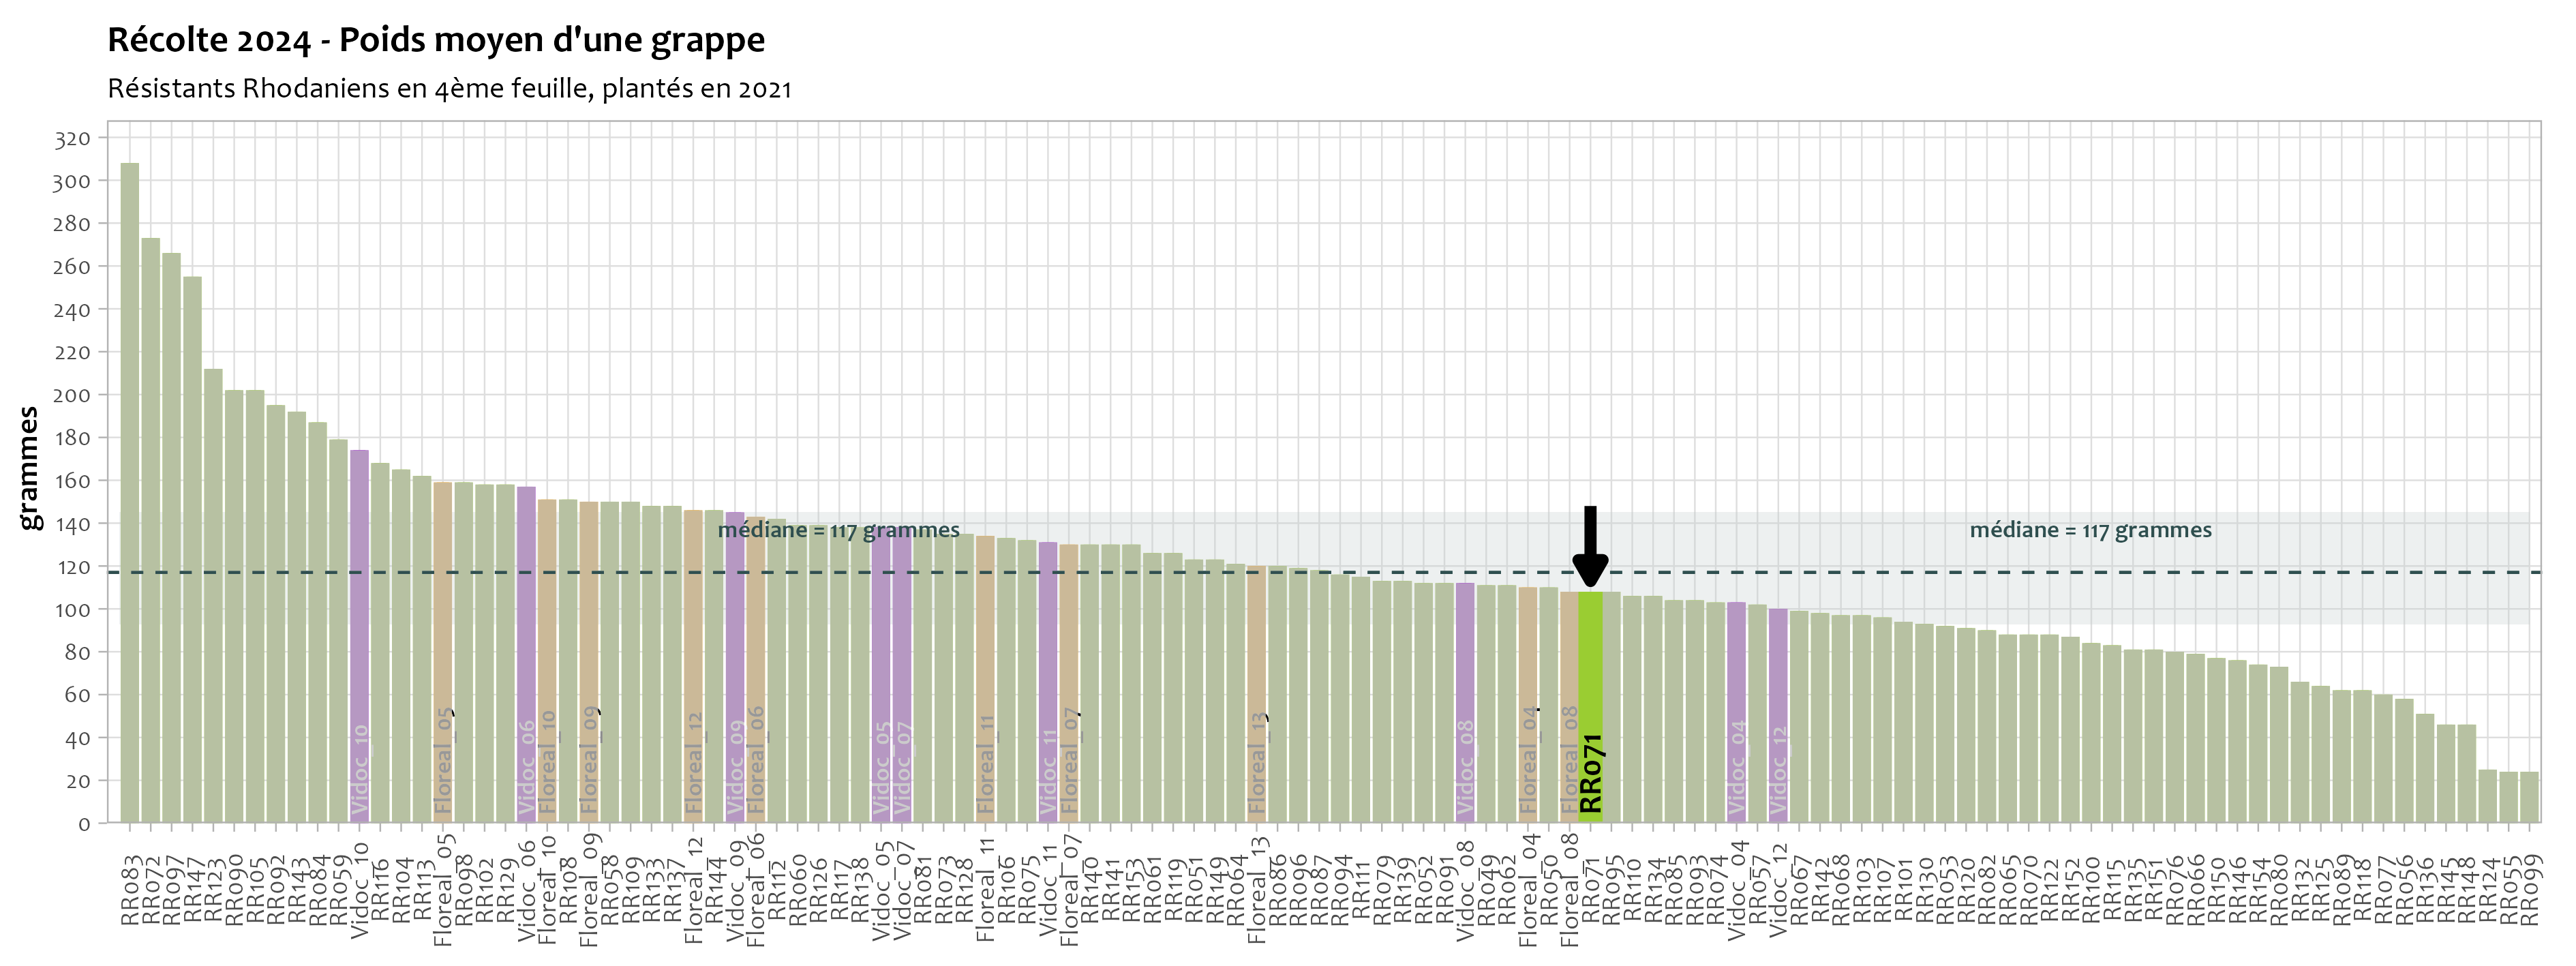 Récolte 2024 - Poids moyen d'une grappe
Résistants Rhodaniens en 4ème feuille, plantés en 2021
grammes
320
300
280
260
240
220
200
180
160
140
120
100
80
60
40
20
0
médiane = 117 grammes
médiane = 117 grammes
Vidoc_10
Floreal_05
Vidoc_06
Floreal_10
Floreal_09
Floreal_12
Vidoc_09
Floreal_06
Vidoc_05
Vidoc_07
Floreal_11
Vidoc_11
Floreal_07
Floreal_13
Vidoc_08
Floreal_04
Floreal_08
RR071
Vidoc_04
Vidoc_12
RR083
RR072
RR097
RR147
RR123
RR090
RR105
RR092
RR143
RR084
RR059
Vidoc_10
RR116
RR104
RR113
Floreal_05
RR098
RR102
RR129
Vidoc_06
Floreal_10
RR108
Floreal_09
RR058
RR109
RR133
RR137
Floreal_12
RR144
Vidoc_09
Floreal_06
RR112
RR060
RR126
RR117
RR138
Vidoc_05
Vidoc_07
RR081
RR073
RR128
Floreal_11
RR106
RR075
Vidoc_11
Floreal_07
RR140
RR141
RR153
RR061
RR119
RR051
RR149
RR064
Floreal_13
RR086
RR096
RR087
RR094
RR111
RR079
RR139
RR052
RR091
Vidoc_08
RR049
RR062
Floreal_04
RR050
Floreal_08
RR071
RR095
RR110
RR134
RR085
RR093
RR074
Vidoc_04
RR057
Vidoc_12
RR067
RR142
RR068
RR103
RR107
RR101
RR130
RR053
RR120
RR082
RR065
RR070
RR122
RR152
RR100
RR115
RR135
RR151
RR076
RR066
RR150
RR146
RR154
RR080
RR132
RR125
RR089
RR118
RR077
RR056
RR136
RR145
RR148
RR124
RR055
RR099